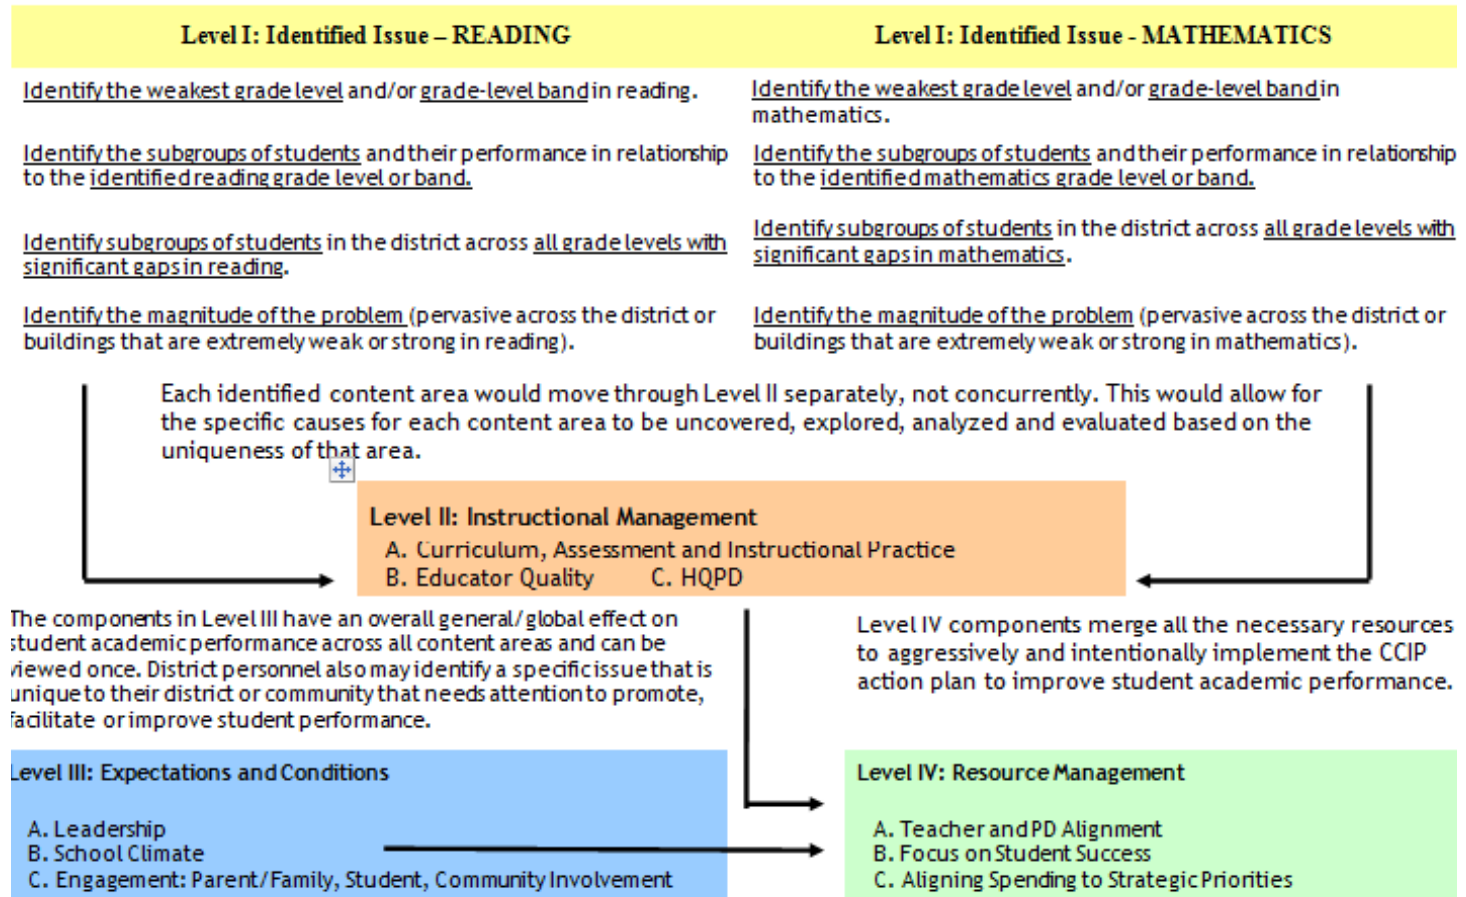 Level I: Identified Issue – READING
Identify the weakest grade level and/or grade-level band in reading.
Identify the subgroups of students and their performance in relationship
to the identified reading grade level or band.
Identify subgroups of students in the district across all grade levels with
significant gaps in reading.
Identify the magnitude of the problem (pervasive across the district or
buildings that are extremely weak or strong in reading).
Level I: Identified Issue - MATHEMATICS
Identify the weakest grade level and/or grade-level band in
mathematics.
Identify the subgroups of students and their performance in relationship
to the identified mathematics grade level or band.
Identify subgroups of students in the district across all grade levels with
significant gaps in mathematics.
Identify the magnitude of the problem (pervasive across the district or
buildings that are extremely weak or strong in mathematics).
Each identified content area would move through Level II separately, not concurrently. This would allow for
the specific causes for each content area to be uncovered, explored, analyzed and evaluated based on the
uniqueness of that area.
Level II: Instructional Management
A. Curriculum, Assessment and Instructional Practice
B. Educator Quality C. HQPD
The components in Level III have an overall general/global effect on
student academic performance across all content areas and can be
viewed once. District personnel also may identify a specific issue that is
unique to their district or community that needs attention to promote,
facilitate or improve student performance.
Level III: Expectations and Conditions
A. Leadership
B. School Climate
C. Engagement: Parent/Family, Student, Community Involvement
Level IV components merge all the necessary resources
to aggressively and intentionally implement the CCIP
action plan to improve student academic performance.
Level IV: Resource Management
A. Teacher and PD Alignment
B. Focus on Student Success
C. Aligning Spending to Strategic Priorities